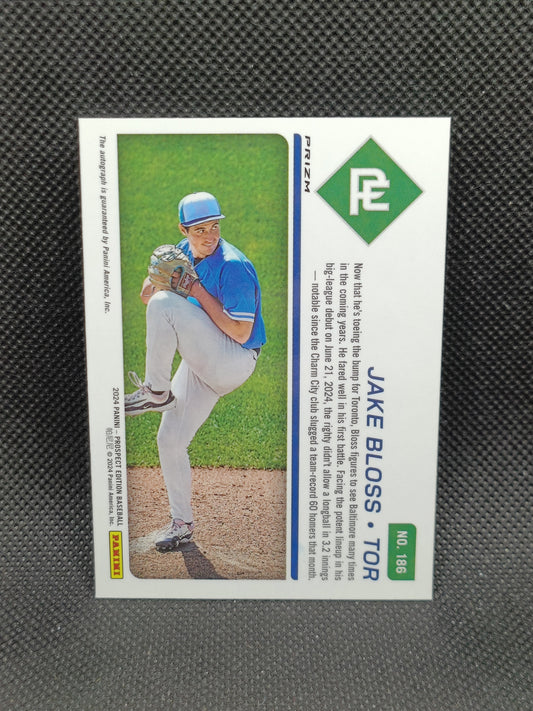 PE
NO. 186
JAKE BLOSS • TOR
Now that he's toeing the bump for Toronto, Bloss figures to see Baltimore many times
in the coming years. He fared well in his first battle. Facing the potent lineup in his
big-league debut on June 21, 2024, the righty didn't allow a longball in 3.2 innings
— notable since the Charm City club slugged a team-record 60 homers that month.
PRIZM
The autograph is guaranteed by Panini America, Inc.
2024 PANINI – PROSPECT EDITION BASEBALL
© 2024 Panini America, Inc.
PANINI